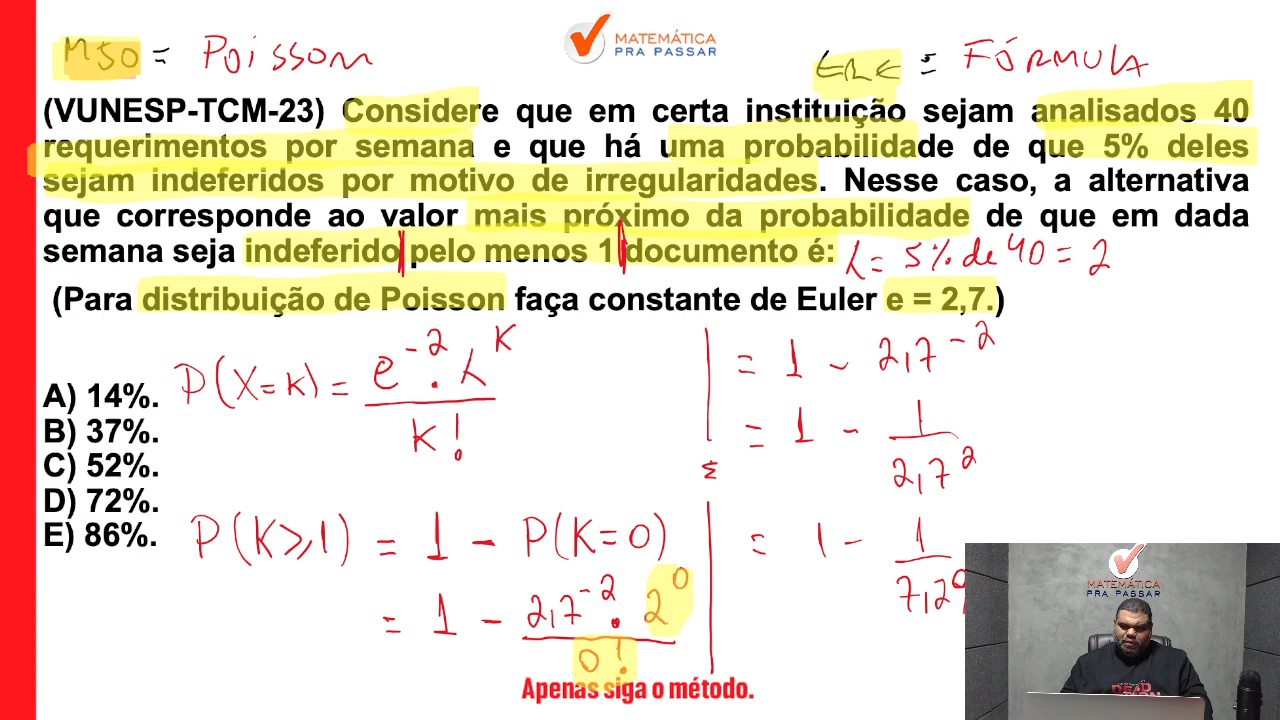 MATEMÁTICA
PRA PASSAR
M50 = Poissom
= FÓRMULA
(VUNESP-TCM-23) Considere que em certa instituição sejam analisados 40
requerimentos por semana e que há uma probabilidade de que 5% deles
sejam indeferidos por motivo de irregularidades. Nesse caso, a alternativa
que corresponde ao valor mais próximo da probabilidade de que em dada
semana seja indeferido pelo menos 1 documento é:
λ = 5% de 40 = 2
(Para distribuição de Poisson faça constante de Euler e = 2,7.)
A) 14%.
B) 37%.
C) 52%.
D) 72%.
E) 86%.
P(X=K) = e^-2 . λ^K / K!
P(K≥1) = 1 - P(K=0)
= 1 - 2,7^-2 . 2^0 / 0!
= 1 - 2,7^-2
= 1 - 1 / 2,7^2
= 1 - 1 / 7,29
MATEMÁTICA
PRA PASSAR
DEAD
Apenas siga o método.